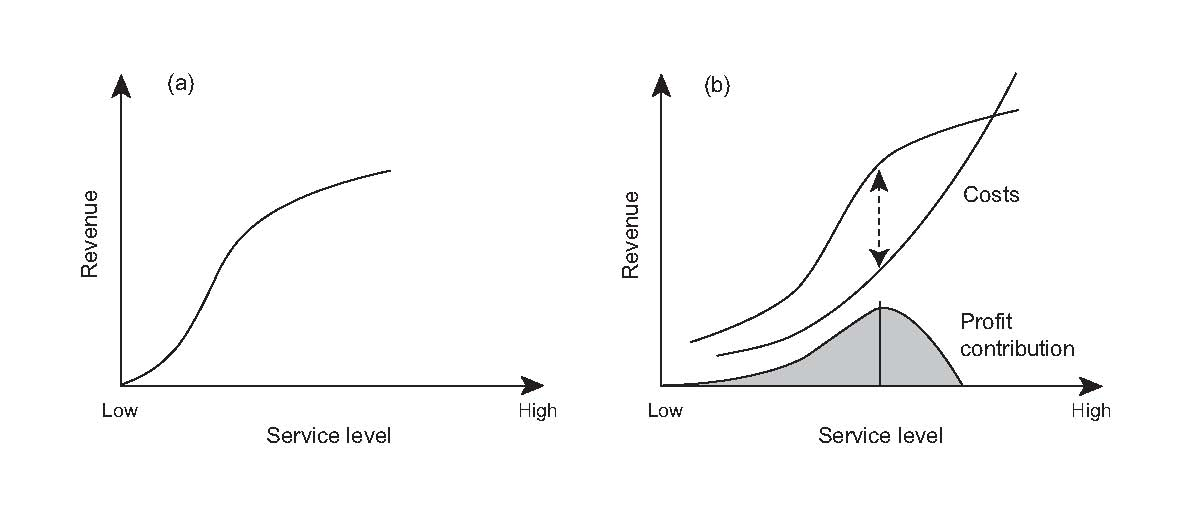 (a)
Revenue
Low
High
Service level
(b)
Revenue
Costs
Profit
contribution
Low
High
Service level